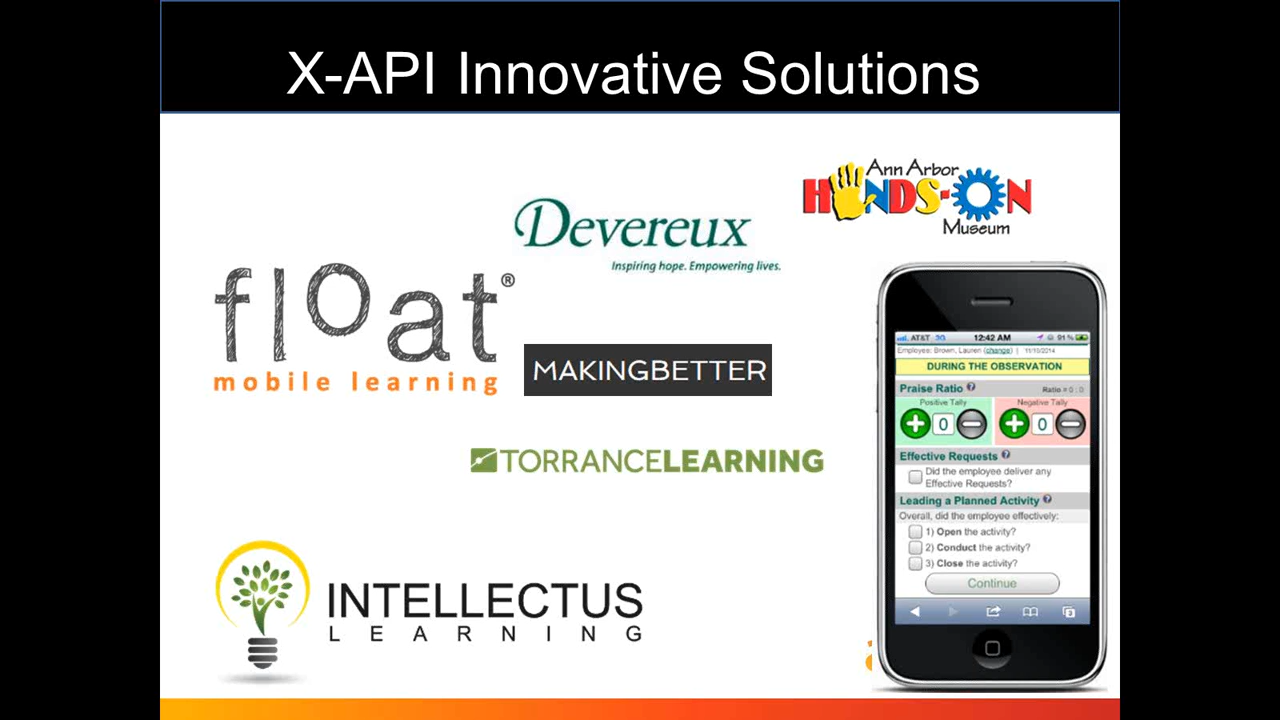 X-API Innovative Solutions
Ann Arbor
HANDS-ON
Museum
Devereux
Inspiring hope. Empowering lives.
float®
mobile learning
MAKINGBETTER
TORRANCELEARNING
INTELLECTUS
LEARNING
AT&T 3G 12:42 AM 91%
Employee: Brown, Lauren (change) | 11/10/2014
DURING THE OBSERVATION
Praise Ratio ? Ratio = 0 : 0
Positive Tally Negative Tally
+ 0 − + 0 −
Effective Requests ?
Did the employee deliver any
Effective Requests?
Leading a Planned Activity ?
Overall, did the employee effectively:
1) Open the activity?
2) Conduct the activity?
3) Close the activity?
Continue